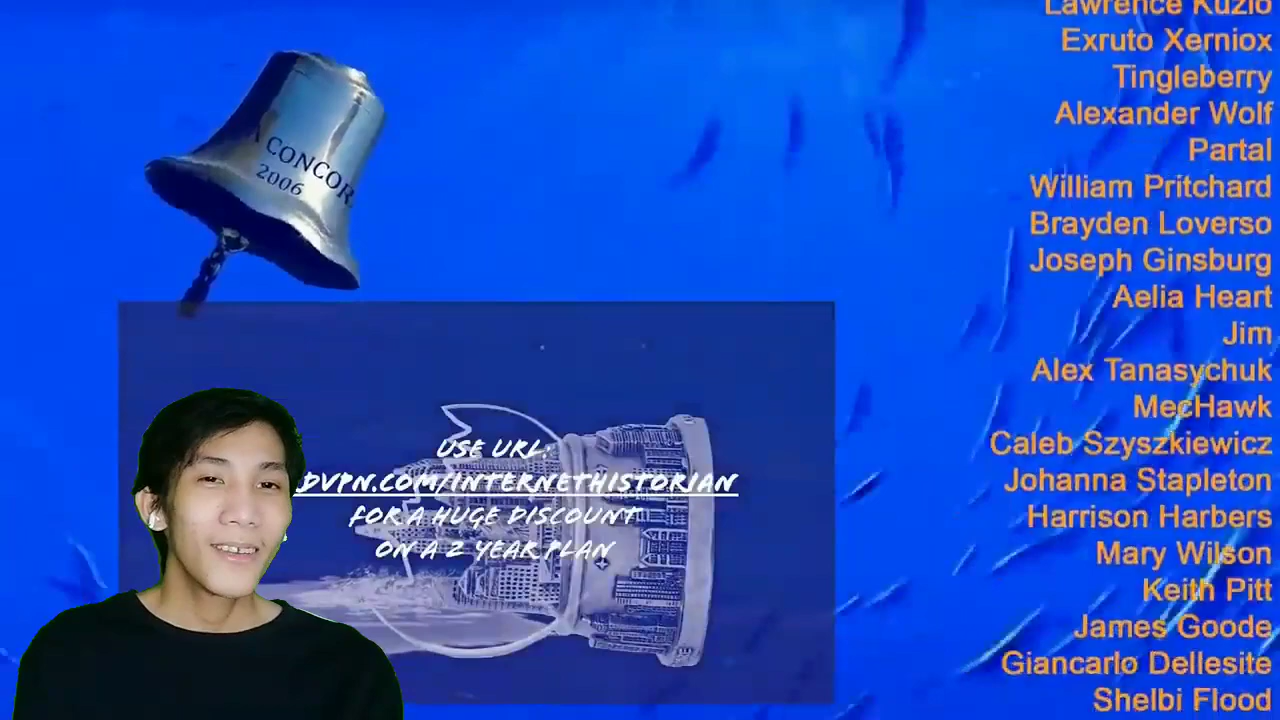 CONCOR
2006
USE URL:
DVPN.COM/INTERNETHISTORIAN
FOR A HUGE DISCOUNT
ON A 2 YEAR PLAN
Lawrence Kuzio
Exruto Xerniox
Tingleberry
Alexander Wolf
Partal
William Pritchard
Brayden Loverso
Joseph Ginsburg
Aelia Heart
Jim
Alex Tanasychuk
MecHawk
Caleb Szyszkiewicz
Johanna Stapleton
Harrison Harbers
Mary Wilson
Keith Pitt
James Goode
Giancarlo Dellesite
Shelbi Flood